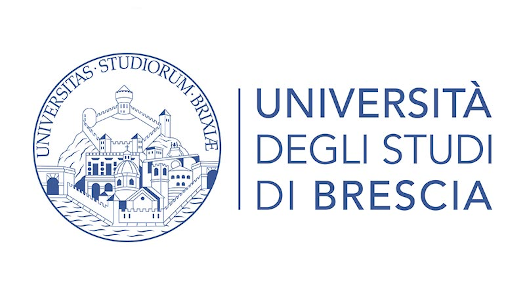 UNIVERSITAS · STUDIORUM · BRIXIÆ
UNIVERSITÀ
DEGLI STUDI
DI BRESCIA